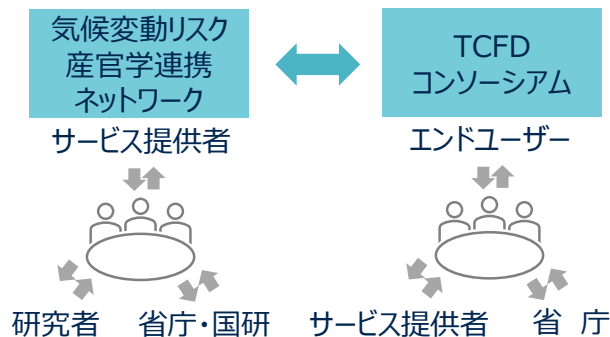 気候変動リスク
産官学連携
ネットワーク
TCFD
コンソーシアム
サービス提供者
エンドユーザー
研究者
省庁・国研
サービス提供者
省 庁